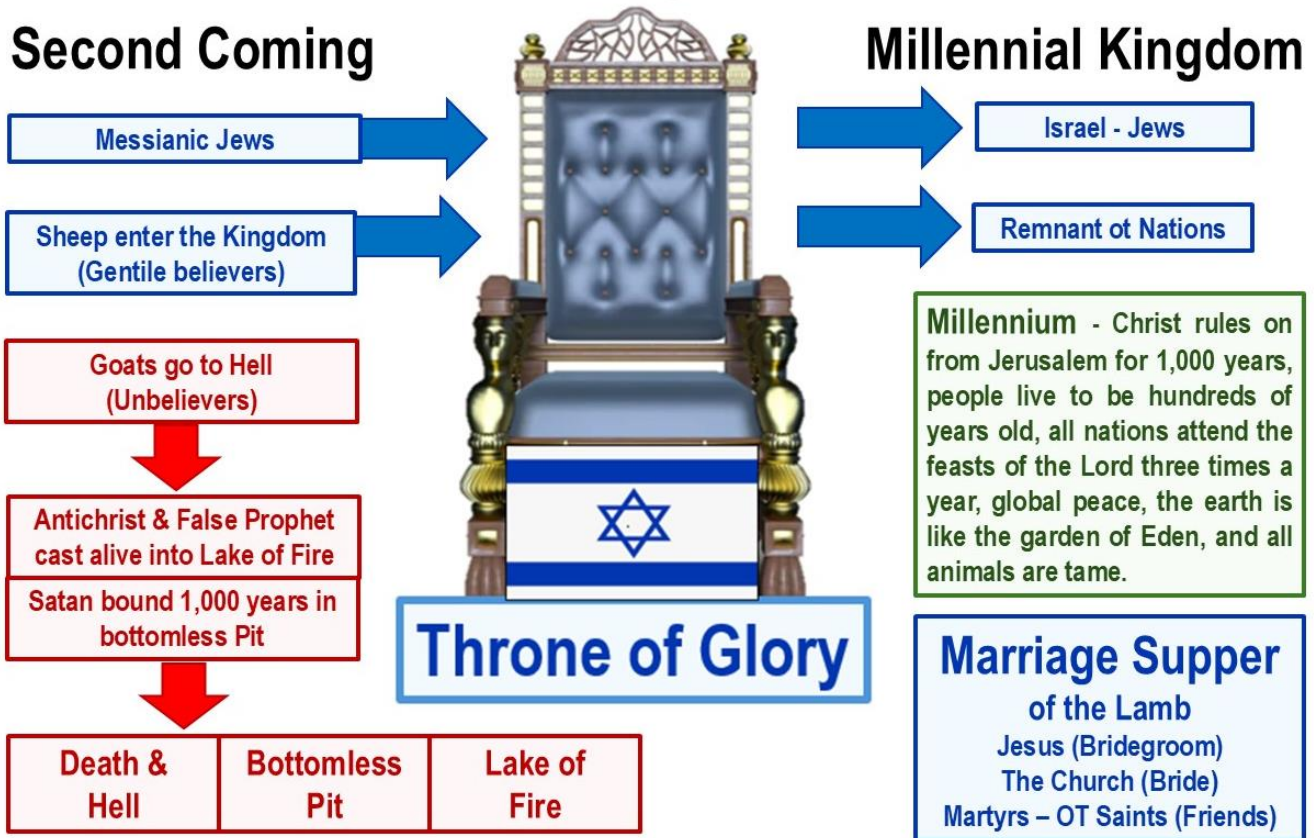 Second Coming
Millennial Kingdom
Messianic Jews
Israel - Jews
Sheep enter the Kingdom
(Gentile believers)
Remnant ot Nations
Goats go to Hell
(Unbelievers)
Antichrist & False Prophet
cast alive into Lake of Fire
Satan bound 1,000 years in
bottomless Pit
Death &
Hell
Bottomless
Pit
Lake of
Fire
Throne of Glory
Millennium - Christ rules on
from Jerusalem for 1,000 years,
people live to be hundreds of
years old, all nations attend the
feasts of the Lord three times a
year, global peace, the earth is
like the garden of Eden, and all
animals are tame.
Marriage Supper
of the Lamb
Jesus (Bridegroom)
The Church (Bride)
Martyrs – OT Saints (Friends)